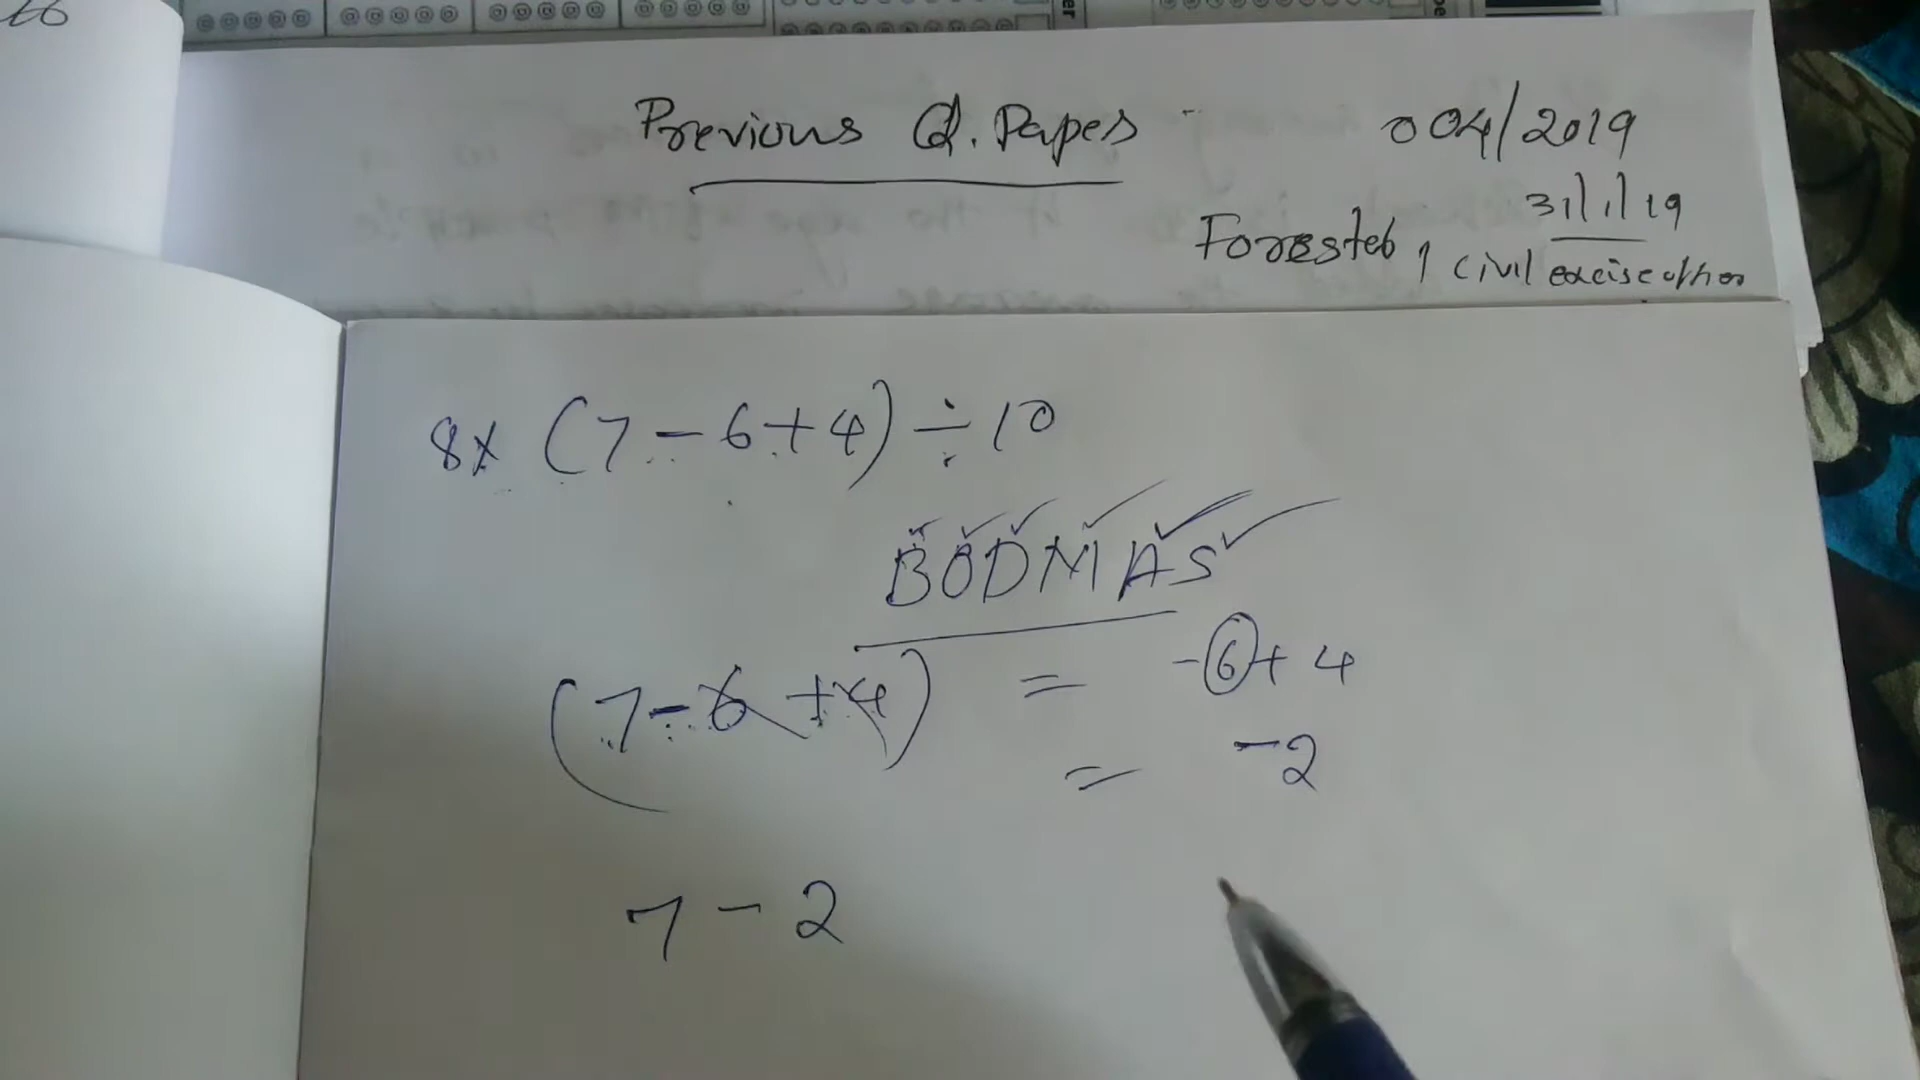 Previous Q. Papes
004/2019
31/1/19
Forester, civil excise officer
8x (7-6+4) ÷ 10
BODMAS
(7-6+4) = -6+4
= -2
7-2